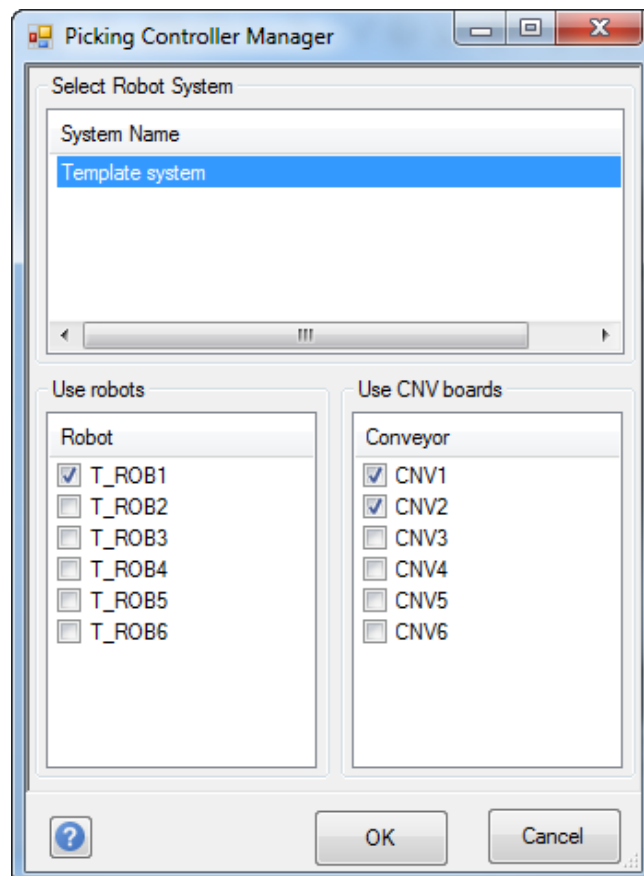 Picking Controller Manager
Select Robot System
System Name
Template system
Use robots
Robot
T_ROB1
T_ROB2
T_ROB3
T_ROB4
T_ROB5
T_ROB6
Use CNV boards
Conveyor
CNV1
CNV2
CNV3
CNV4
CNV5
CNV6
?
OK
Cancel